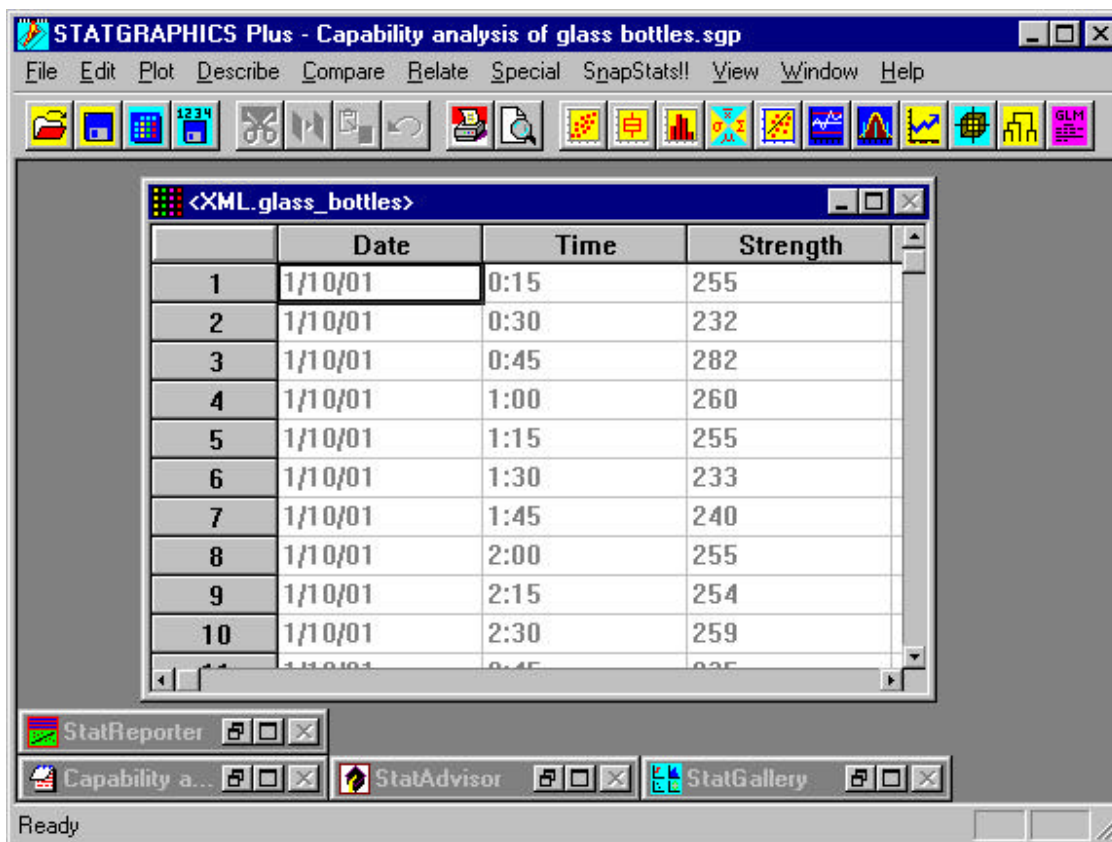 STATGRAPHICS Plus - Capability analysis of glass bottles.sgp
File Edit Plot Describe Compare Relate Special SnapStats!! View Window Help
1234
GLM
<XML.glass_bottles>
Date Time Strength
1 1/10/01 0:15 255
2 1/10/01 0:30 232
3 1/10/01 0:45 282
4 1/10/01 1:00 260
5 1/10/01 1:15 255
6 1/10/01 1:30 233
7 1/10/01 1:45 240
8 1/10/01 2:00 255
9 1/10/01 2:15 254
10 1/10/01 2:30 259
StatReporter
Capability a... StatAdvisor StatGallery
Ready